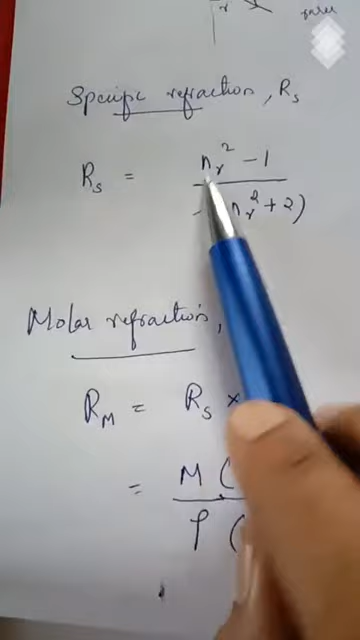 Specific refraction, Rs
Rs = nr² - 1
nr² + 2)
Molar refraction,
RM = Rs ×
= M (
ρ (